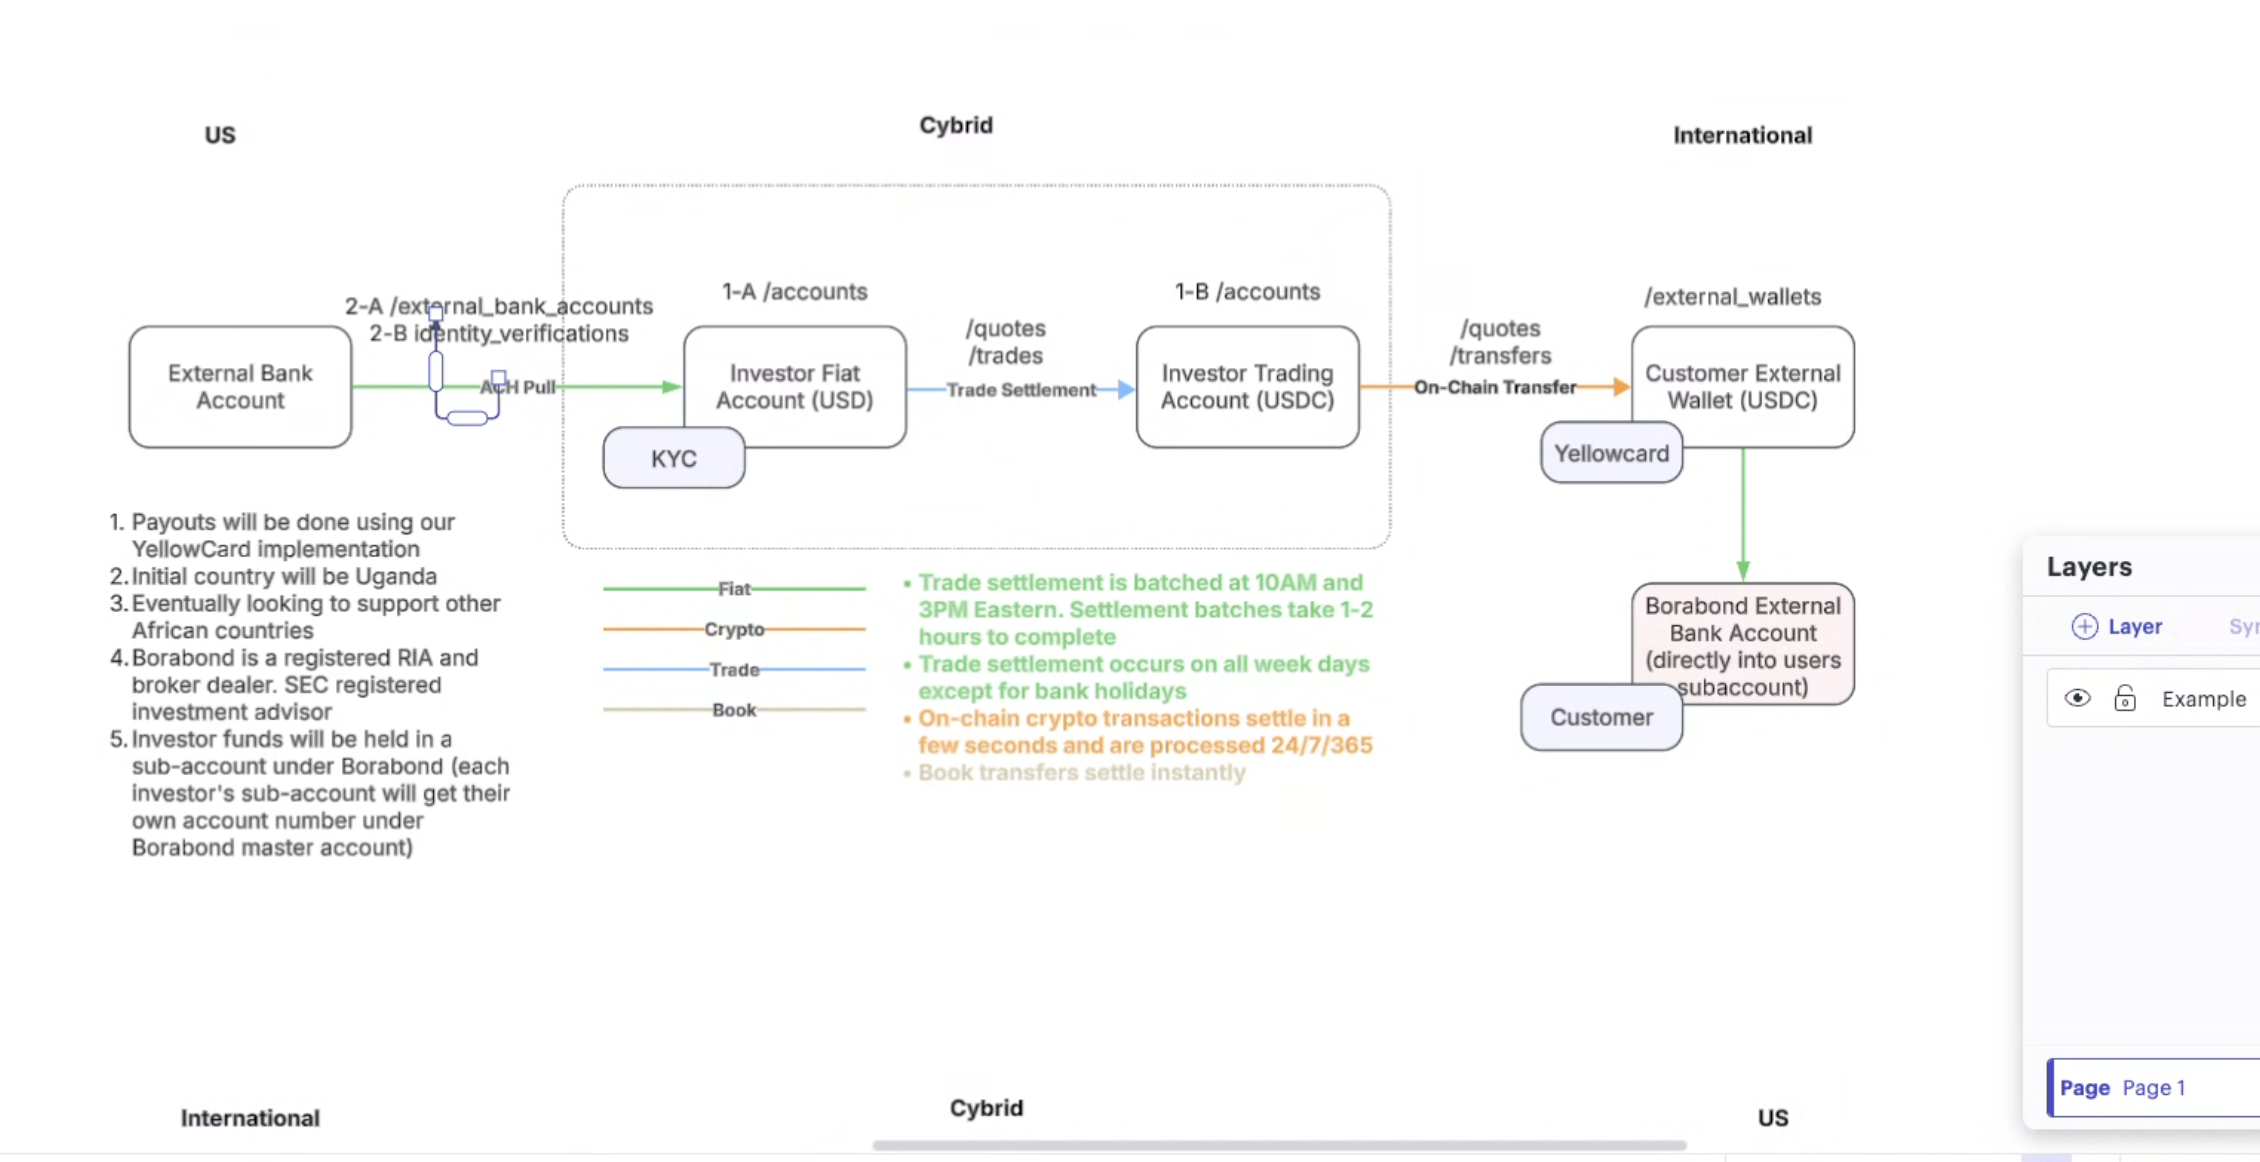 US
Cybrid
International
2-A /external_bank_accounts
2-B identity_verifications
1-A /accounts
1-B /accounts
/external_wallets
/quotes
/trades
/quotes
/transfers
External Bank
Account
ACH Pull
Investor Fiat
Account (USD)
Trade Settlement
Investor Trading
Account (USDC)
On-Chain Transfer
Customer External
Wallet (USDC)
KYC
Yellowcard
1. Payouts will be done using our
YellowCard implementation
2. Initial country will be Uganda
3. Eventually looking to support other
African countries
4. Borabond is a registered RIA and
broker dealer. SEC registered
investment advisor
5. Investor funds will be held in a
sub-account under Borabond (each
investor's sub-account will get their
own account number under
Borabond master account)
Fiat
Crypto
Trade
Book
• Trade settlement is batched at 10AM and
3PM Eastern. Settlement batches take 1-2
hours to complete
• Trade settlement occurs on all week days
except for bank holidays
• On-chain crypto transactions settle in a
few seconds and are processed 24/7/365
• Book transfers settle instantly
Borabond External
Bank Account
(directly into users
subaccount)
Customer
Layers
Layer
Example
Page Page 1
International
Cybrid
US